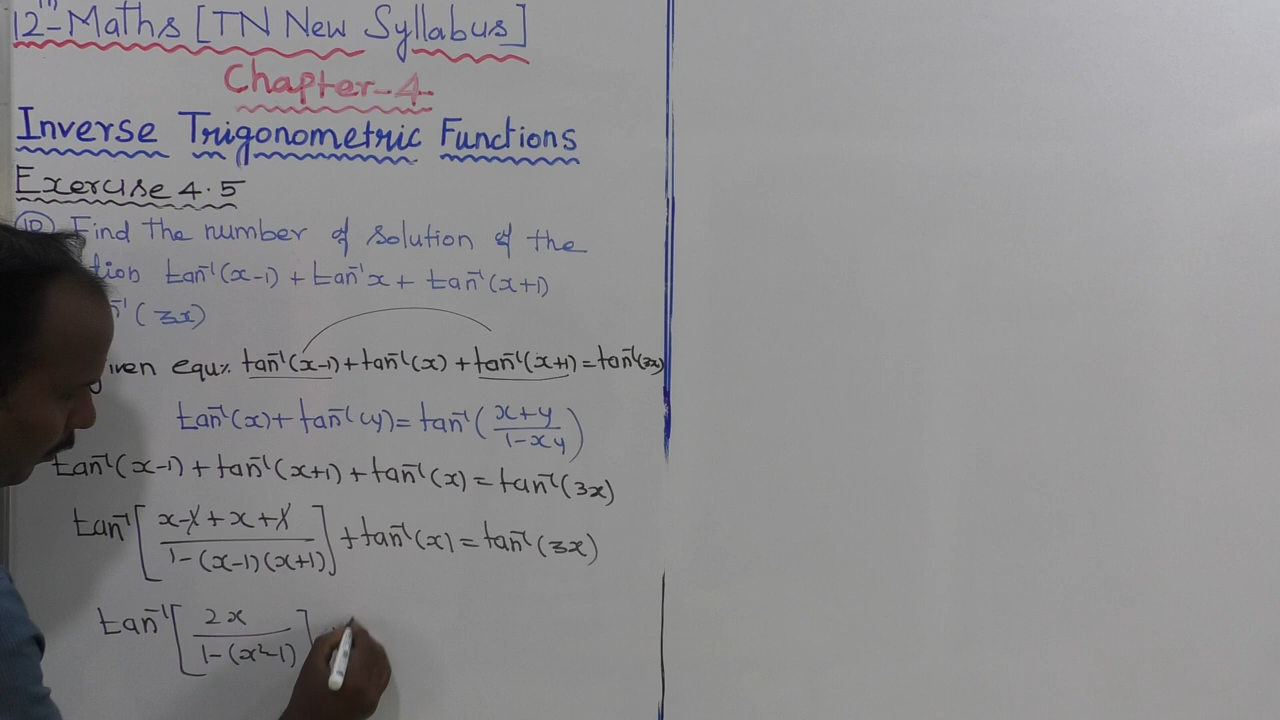 12th-Maths [TN New Syllabus]
Chapter-4
Inverse Trigonometric Functions
Exercise 4.5
10 Find the number of solution of the
tion tan⁻¹(x-1) + tan⁻¹x + tan⁻¹(x+1)
n⁻¹(3x)
iven equ: tan⁻¹(x-1)+tan⁻¹(x)+tan⁻¹(x+1)=tan⁻¹(3x)
tan⁻¹(x)+tan⁻¹(y)=tan⁻¹((x+y)/(1-xy))
tan⁻¹(x-1)+tan⁻¹(x+1)+tan⁻¹(x)=tan⁻¹(3x)
tan⁻¹[(x-1+x+1)/(1-(x-1)(x+1))]+tan⁻¹(x)=tan⁻¹(3x)
tan⁻¹[2x/(1-(x²-1))]